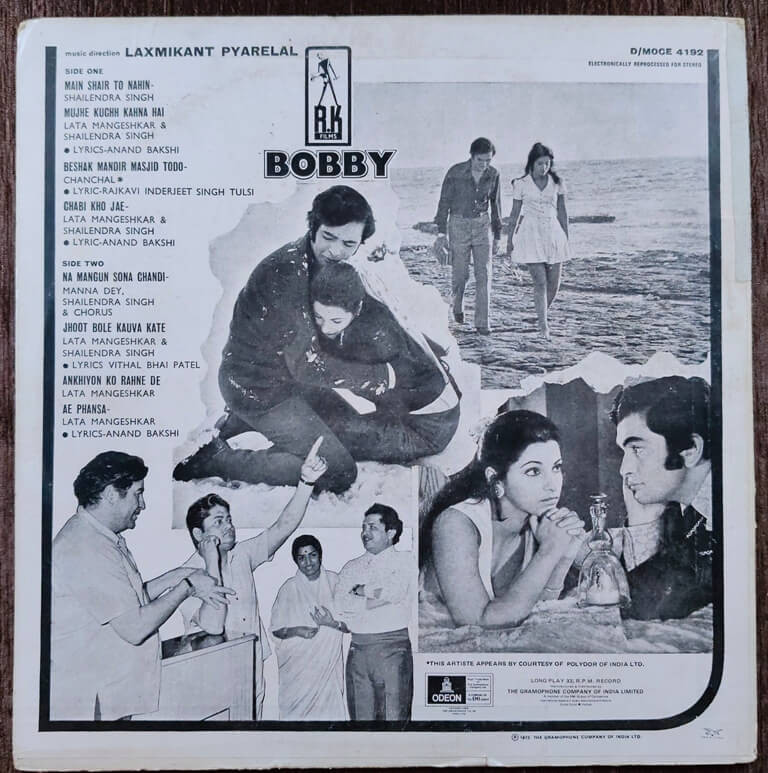 music direction LAXMIKANT PYARELAL
D/MOCE 4192
ELECTRONICALLY REPROCESSED FOR STEREO
SIDE ONE
MAIN SHAIR TO NAHIN-
SHAILENDRA SINGH
MUJHE KUCHH KAHNA HAI
LATA MANGESHKAR &
SHAILENDRA SINGH
● LYRICS-ANAND BAKSHI
BESHAK MANDIR MASJID TODO-
CHANCHAL*
● LYRIC-RAJKAVI INDERJEET SINGH TULSI
CHABI KHO JAE-
LATA MANGESHKAR &
SHAILENDRA SINGH
● LYRIC-ANAND BAKSHI
SIDE TWO
NA MANGUN SONA CHANDI-
MANNA DEY,
SHAILENDRA SINGH
& CHORUS
JHOOT BOLE KAUVA KATE
LATA MANGESHKAR &
SHAILENDRA SINGH
● LYRICS VITHAL BHAI PATEL
ANKHIYON KO RAHNE DE
LATA MANGESHKAR
AE PHANSA-
LATA MANGESHKAR
● LYRICS-ANAND BAKSHI
R.K
FILMS
BOBBY
*THIS ARTISTE APPEARS BY COURTESY OF POLYDOR OF INDIA LTD.
ODEON
LONG PLAY 33⅓ R.P.M. RECORD
THE GRAMOPHONE COMPANY OF INDIA LIMITED
Ⓟ 1973 THE GRAMOPHONE COMPANY OF INDIA LTD.